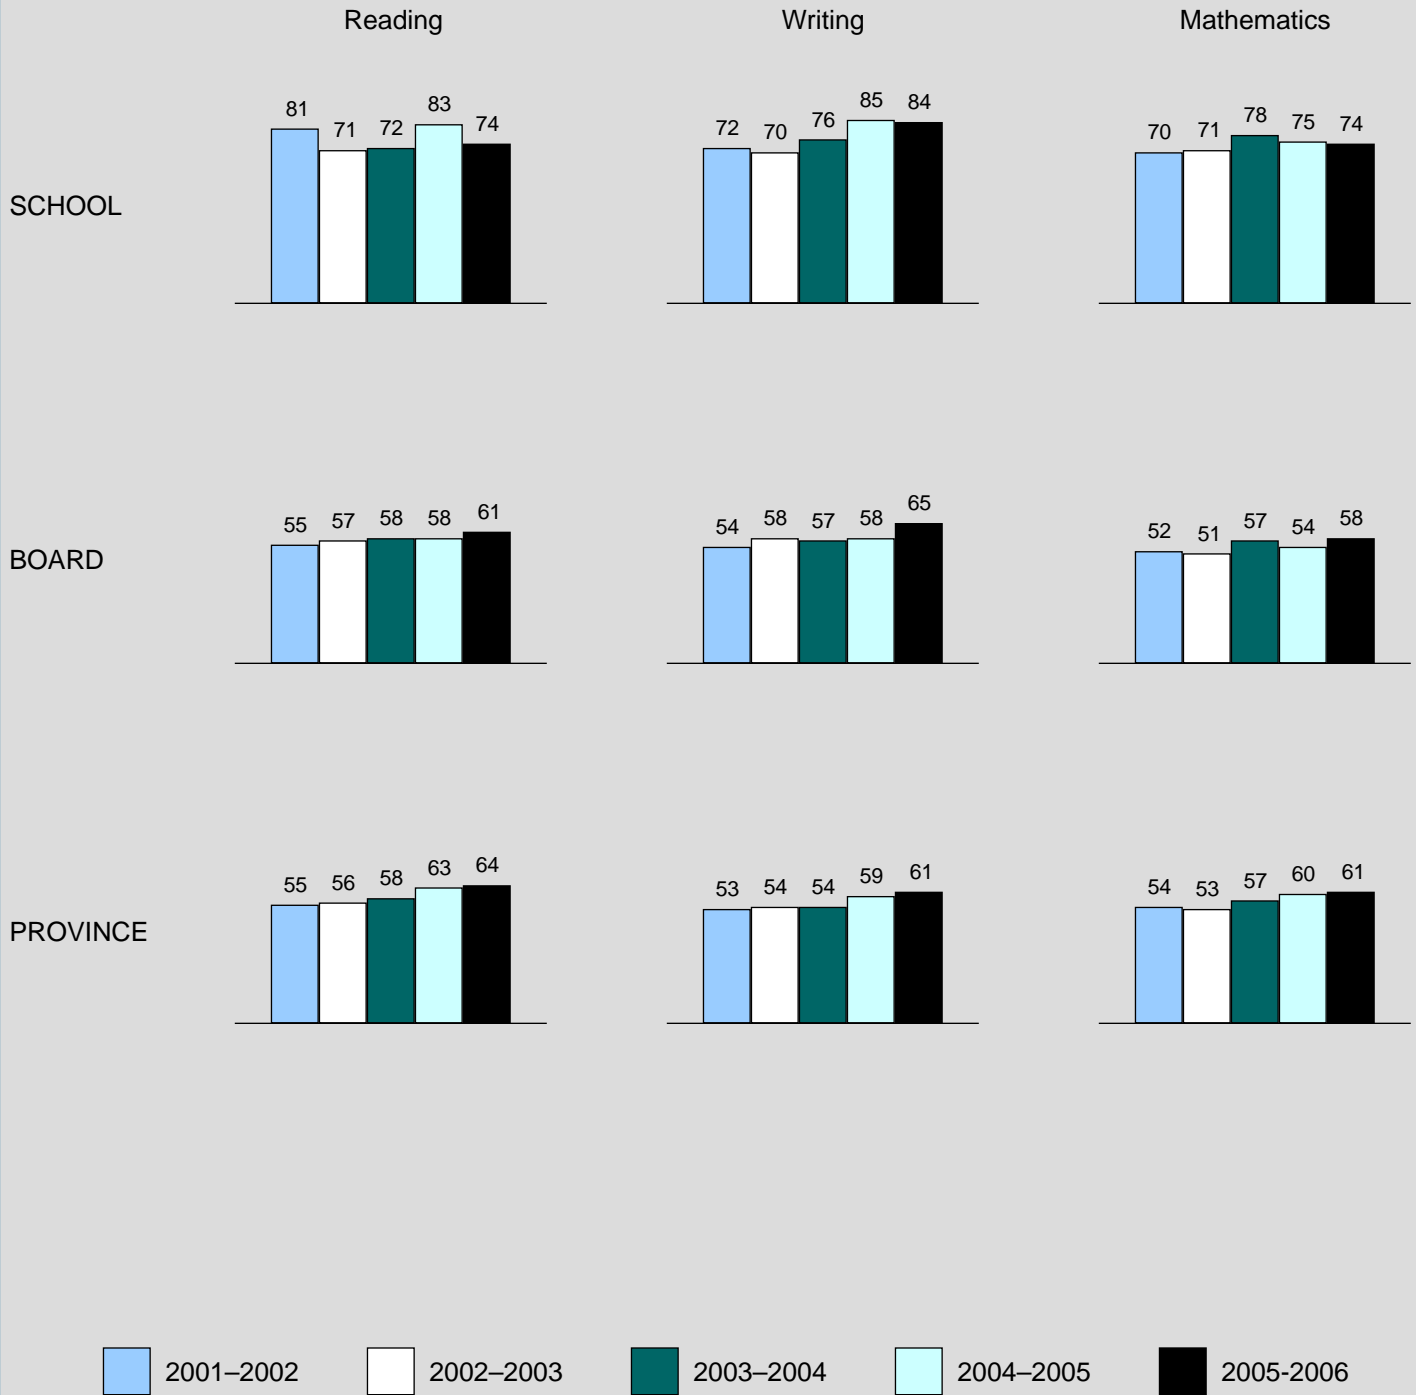 Reading Writing Mathematics
81 71 72 83 74 72 70 76 85 84 70 71 78 75 74
SCHOOL
55 57 58 58 61 54 58 57 58 65 52 51 57 54 58
BOARD
55 56 58 63 64 53 54 54 59 61 54 53 57 60 61
PROVINCE
2001–2002 2002–2003 2003–2004 2004–2005 2005-2006